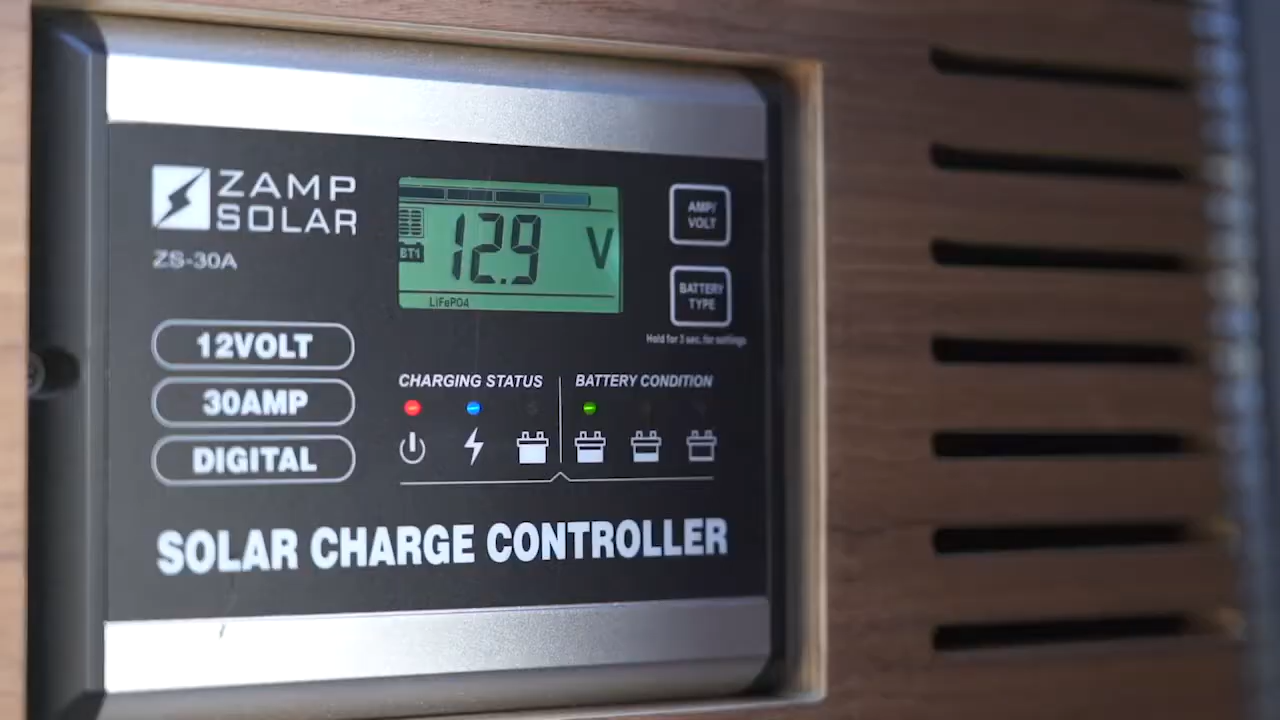 ZAMP
SOLAR
ZS-30A
12VOLT
30AMP
DIGITAL
BT1
12.9 V
LiFePO4
AMP/
VOLT
BATTERY
TYPE
Hold for 3 sec. for settings
CHARGING STATUS
BATTERY CONDITION
SOLAR CHARGE CONTROLLER